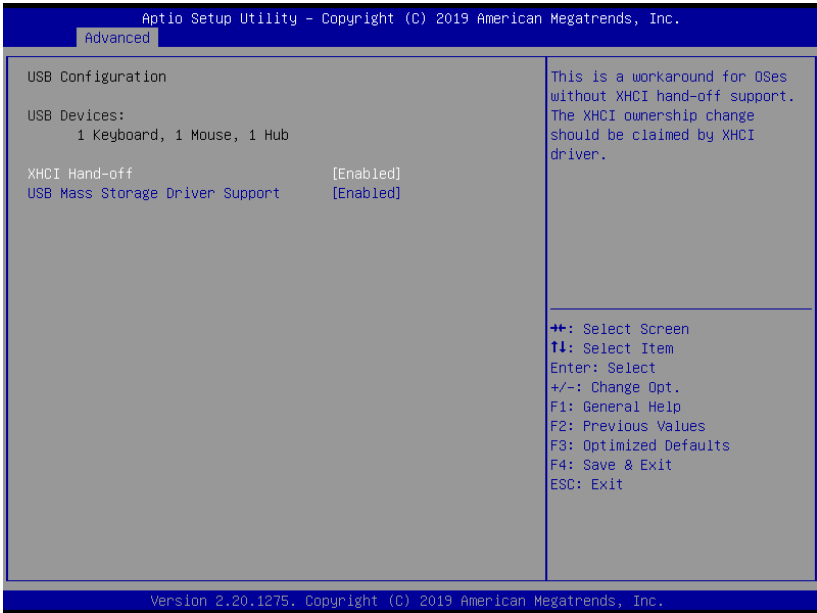 Aptio Setup Utility – Copyright (C) 2019 American Megatrends, Inc.
Advanced
USB Configuration
USB Devices:
1 Keyboard, 1 Mouse, 1 Hub
XHCI Hand-off [Enabled]
USB Mass Storage Driver Support [Enabled]
This is a workaround for OSes
without XHCI hand-off support.
The XHCI ownership change
should be claimed by XHCI
driver.
→←: Select Screen
↑↓: Select Item
Enter: Select
+/-: Change Opt.
F1: General Help
F2: Previous Values
F3: Optimized Defaults
F4: Save & Exit
ESC: Exit
Version 2.20.1275. Copyright (C) 2019 American Megatrends, Inc.